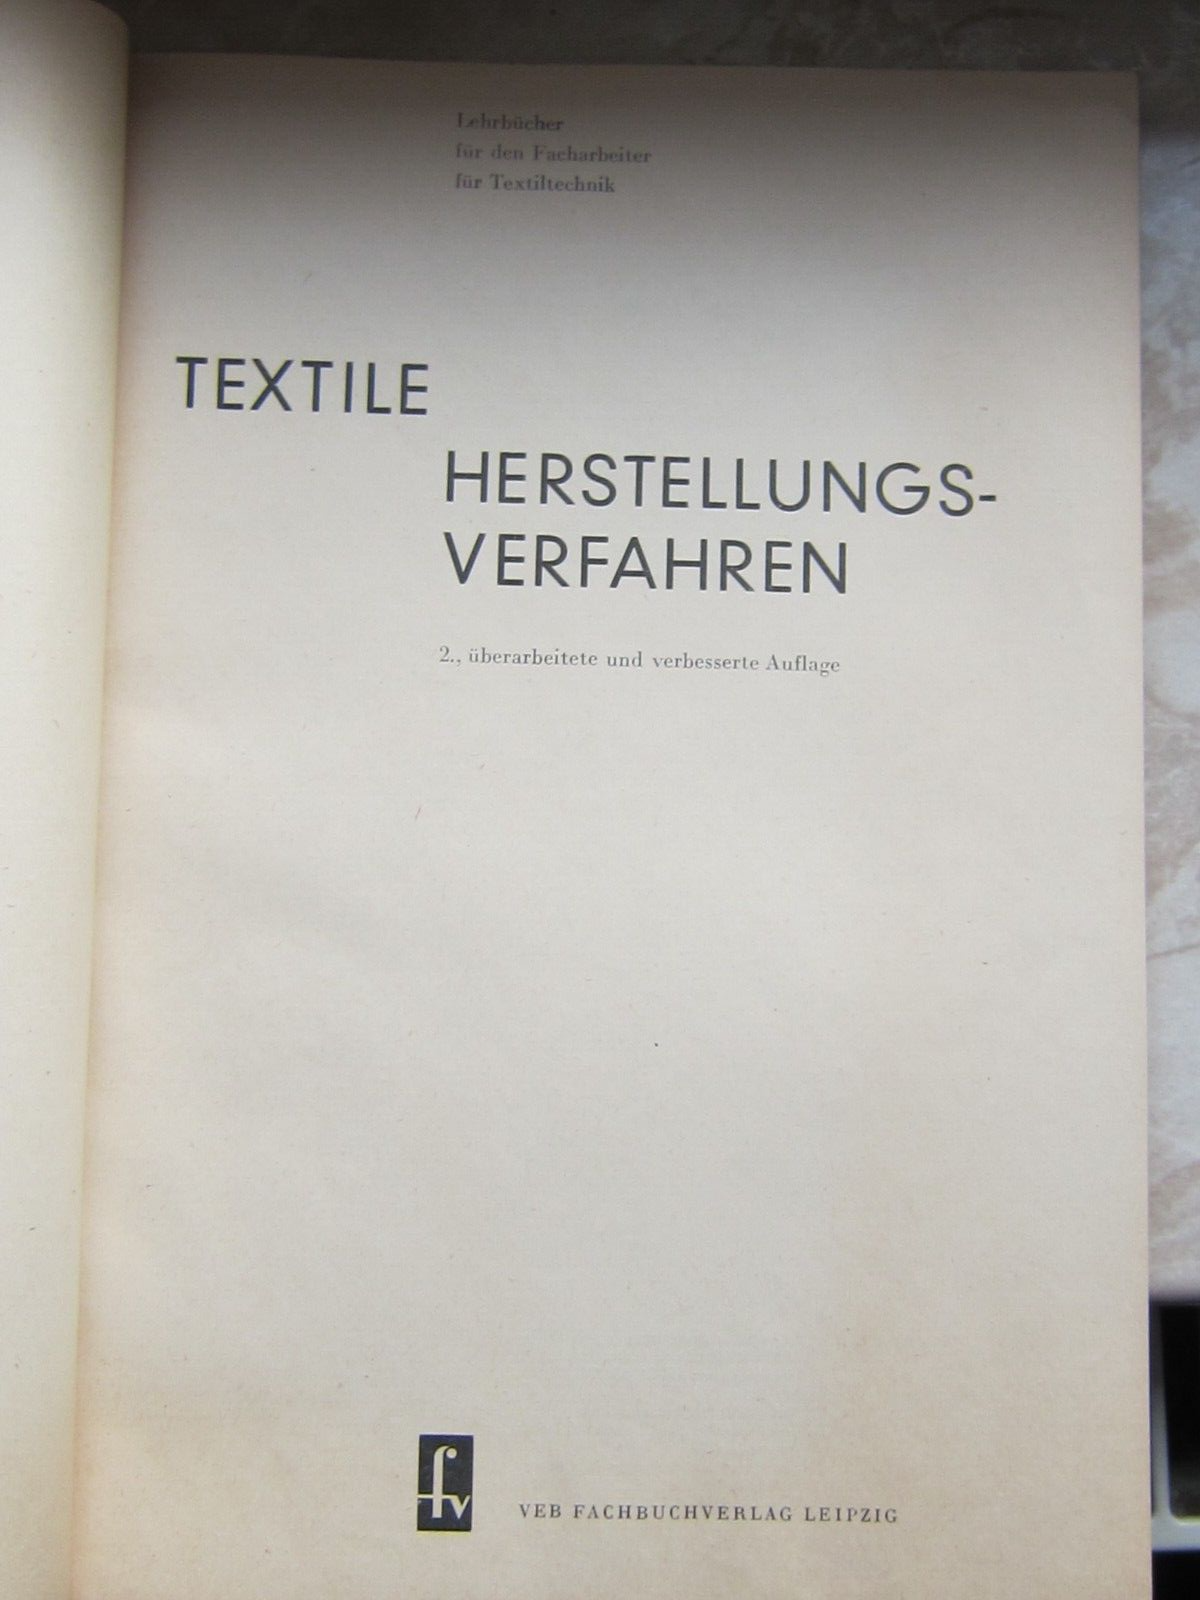 Lehrbücher
für den Facharbeiter
für Textiltechnik
TEXTILE
HERSTELLUNGS-
VERFAHREN
2., überarbeitete und verbesserte Auflage
fv
VEB FACHBUCHVERLAG LEIPZIG